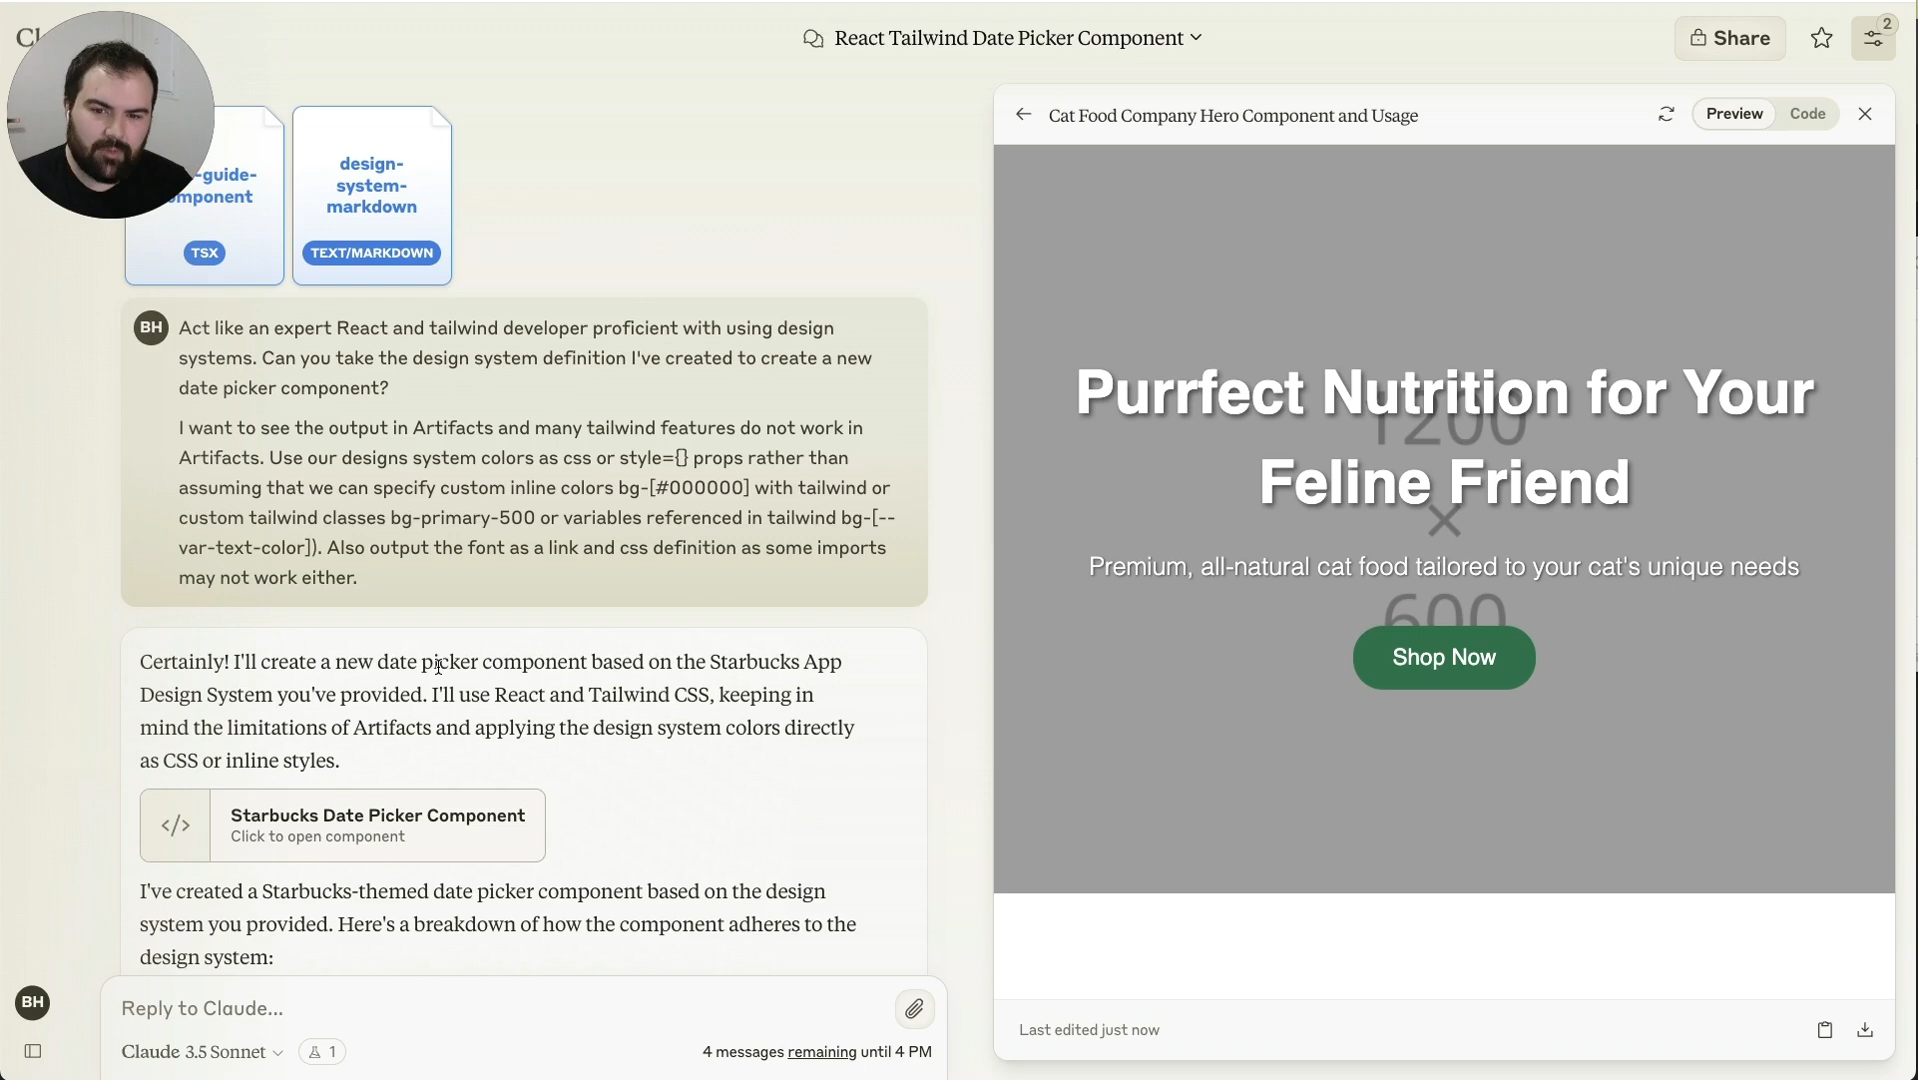 React Tailwind Date Picker Component
Share
2
-guide-
mponent
TSX
design-
system-
markdown
TEXT/MARKDOWN
BH
Act like an expert React and tailwind developer proficient with using design
systems. Can you take the design system definition I've created to create a new
date picker component?
I want to see the output in Artifacts and many tailwind features do not work in
Artifacts. Use our designs system colors as css or style={} props rather than
assuming that we can specify custom inline colors bg-[#000000] with tailwind or
custom tailwind classes bg-primary-500 or variables referenced in tailwind bg-[--
var-text-color]). Also output the font as a link and css definition as some imports
may not work either.
Certainly! I'll create a new date picker component based on the Starbucks App
Design System you've provided. I'll use React and Tailwind CSS, keeping in
mind the limitations of Artifacts and applying the design system colors directly
as CSS or inline styles.
</>
Starbucks Date Picker Component
Click to open component
I've created a Starbucks-themed date picker component based on the design
system you provided. Here's a breakdown of how the component adheres to the
design system:
BH
Reply to Claude...
Claude 3.5 Sonnet
1
4 messages remaining until 4 PM
Cat Food Company Hero Component and Usage
Preview
Code
Purrfect Nutrition for Your
1200
Feline Friend
×
Premium, all-natural cat food tailored to your cat's unique needs
600
Shop Now
Last edited just now